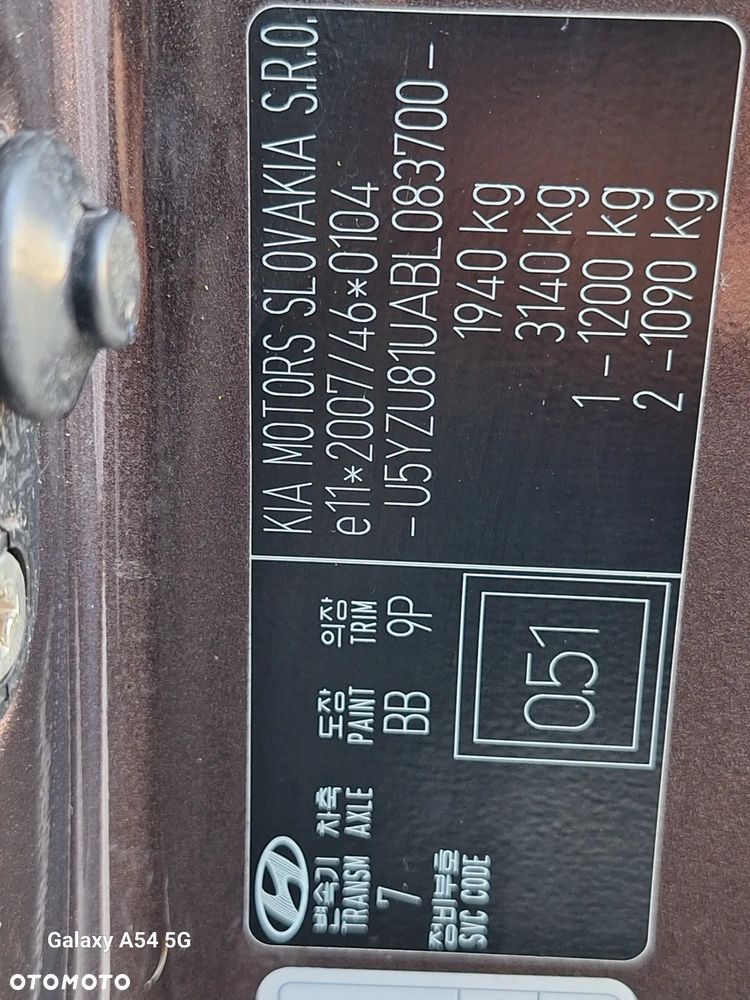 KIA MOTORS SLOVAKIA S.R.O.
e11*2007/46*0104
- U5YZU81UABL083700 -
1940 kg
3140 kg
1 - 1200 kg
2 - 1090 kg
변속기 차축 도장 의장
TRANSM AXLE PAINT TRIM
7 BB 9P
정비부호
SVC CODE
0.51
Galaxy A54 5G
OTOMOTO